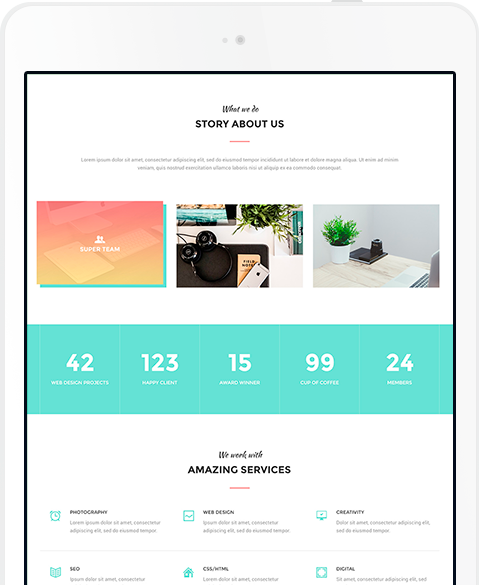 What we do
STORY ABOUT US
Lorem ipsum dolor sit amet, consectetur adipiscing elit, sed do eiusmod tempor incididunt ut labore et dolore magna aliqua. Ut enim ad minim
veniam, quis nostrud exercitation ullamco laboris nisi ut aliquip ex ea commodo consequat.
SUPER TEAM
FIELD NOTES
42 123 15 99 24
WEB DESIGN PROJECTS HAPPY CLIENT AWARD WINNER CUP OF COFFEE MEMBERS
We work with
AMAZING SERVICES
PHOTOGRAPHY WEB DESIGN CREATIVITY
Lorem ipsum dolor sit amet, consectetur Lorem ipsum dolor sit amet, consectetur Dolor sit amet, consectetur adipiscing elit,
adipiscing elit, sed do eiusmod tempor. adipiscing elit, sed do eiusmod tempor. sed do eiusmod tempor.
SEO CSS/HTML DIGITAL
Lorem ipsum dolor sit amet, consectetur Lorem ipsum dolor sit amet, consectetur Sit amet, consectetur adipiscing elit, sed